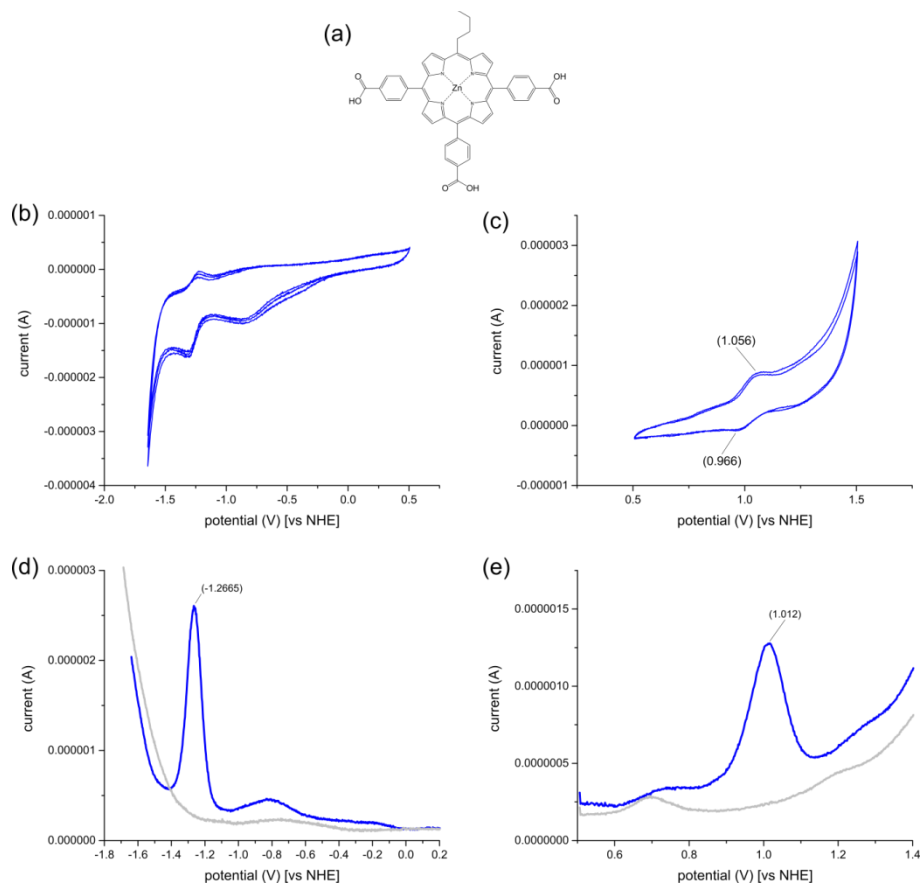 (a)
O
OH
HO
Zn
N
N
N
N
OH
O
O
OH
(b)
0.000001
0.000000
-0.000001
-0.000002
-0.000003
-0.000004
current (A)
-2.0 -1.5 -1.0 -0.5 0.0 0.5
potential (V) [vs NHE]
(c)
0.000003
0.000002
0.000001
0.000000
-0.000001
current (A)
(1.056)
(0.966)
0.5 1.0 1.5
potential (V) [vs NHE]
(d)
0.000003
0.000002
0.000001
0.000000
current (A)
(-1.2665)
-1.8 -1.6 -1.4 -1.2 -1.0 -0.8 -0.6 -0.4 -0.2 0.0 0.2
potential (V) [vs NHE]
(e)
0.0000015
0.0000010
0.0000005
0.0000000
current (A)
(1.012)
0.6 0.8 1.0 1.2 1.4
potential (V) [vs NHE]